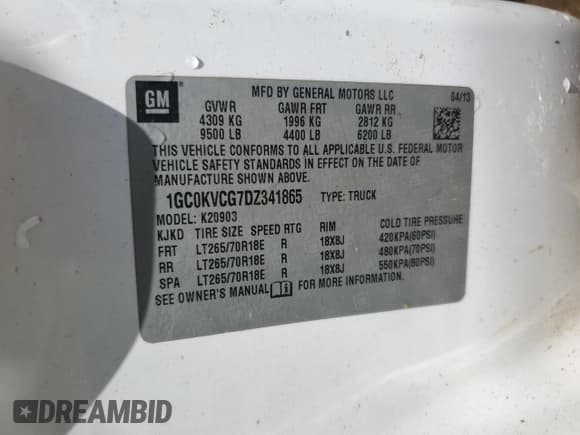 GM
MFD BY GENERAL MOTORS LLC 04/13
GVWR GAWR FRT GAWR RR
4309 KG 1996 KG 2812 KG
9500 LB 4400 LB 6200 LB
THIS VEHICLE CONFORMS TO ALL APPLICABLE U.S. FEDERAL MOTOR
VEHICLE SAFETY STANDARDS IN EFFECT ON THE DATE OF
MANUFACTURE SHOWN ABOVE.
1GC0KVCG7DZ341865 TYPE: TRUCK
MODEL: K20903
KJKD TIRE SIZE SPEED RTG RIM COLD TIRE PRESSURE
FRT LT265/70R18E R 18X8J 420KPA(60PSI)
RR LT265/70R18E R 18X8J 480KPA(70PSI)
SPA LT265/70R18E R 18X8J 550KPA(80PSI)
SEE OWNER'S MANUAL FOR MORE INFORMATION.
DREAMBID